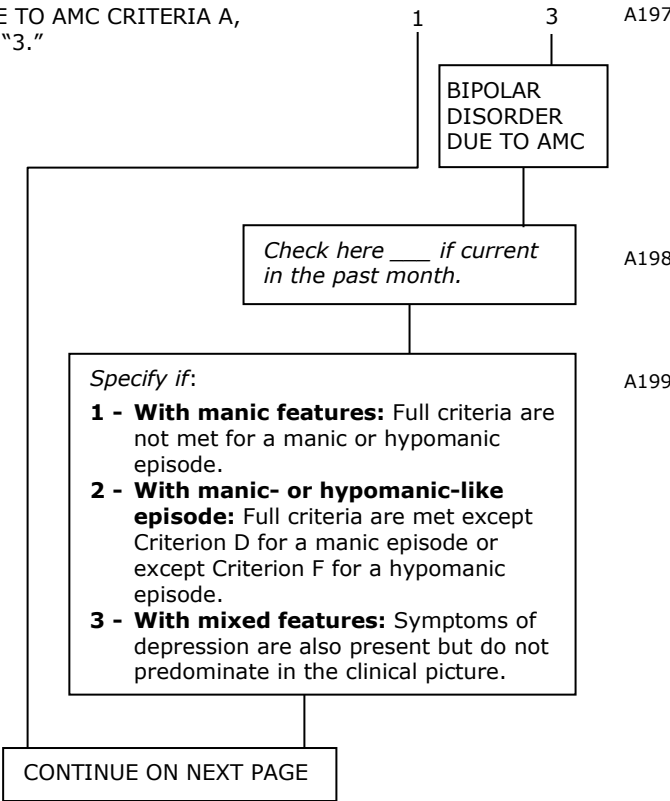 E TO AMC CRITERIA A, 1 3 A197
“3.”
BIPOLAR
DISORDER
DUE TO AMC
Check here ___ if current A198
in the past month.
Specify if: A199
1 - With manic features: Full criteria are
not met for a manic or hypomanic
episode.
2 - With manic- or hypomanic-like
episode: Full criteria are met except
Criterion D for a manic episode or
except Criterion F for a hypomanic
episode.
3 - With mixed features: Symptoms of
depression are also present but do not
predominate in the clinical picture.
CONTINUE ON NEXT PAGE